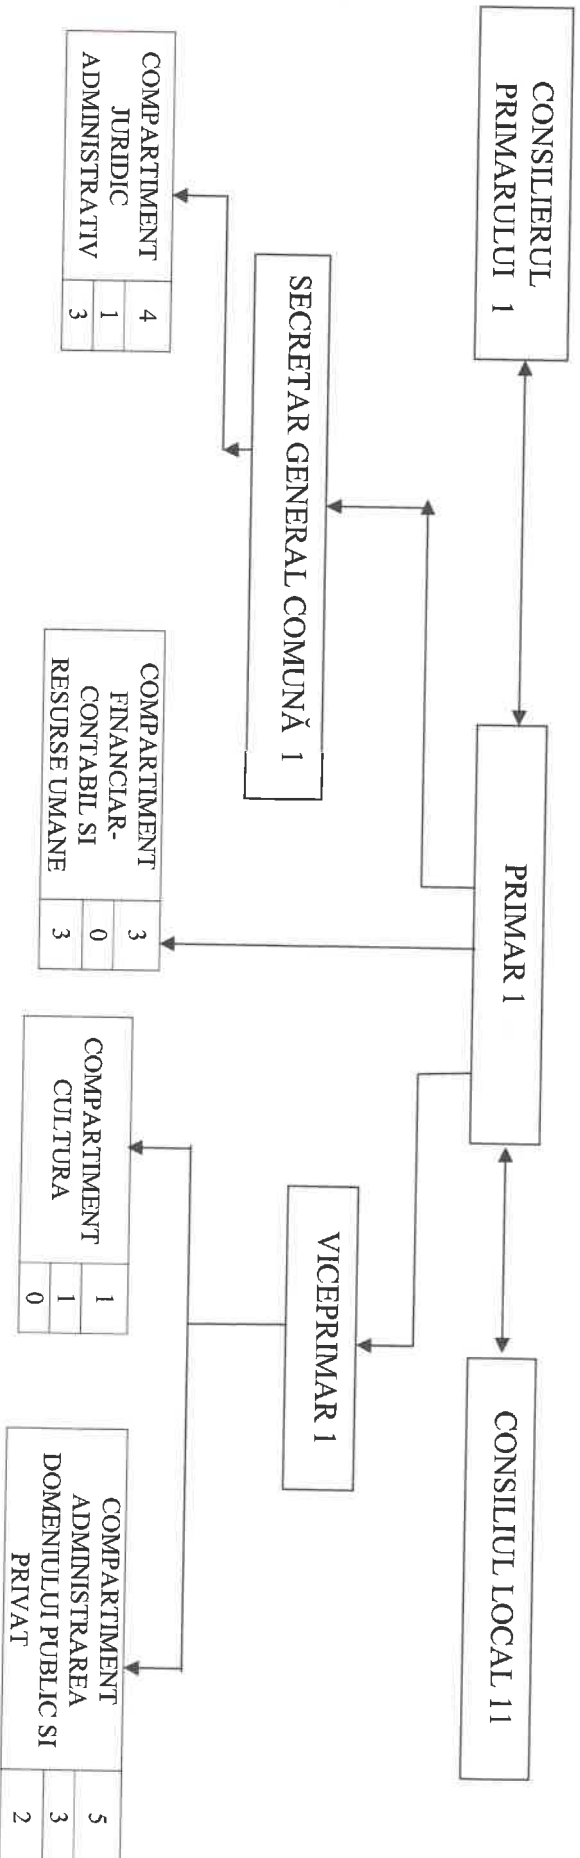 CONSILIERUL
PRIMARULUI 1
PRIMAR 1
CONSILIUL LOCAL 11
SECRETAR GENERAL COMUNĂ 1
VICEPRIMAR 1
COMPARTIMENT
JURIDIC
ADMINISTRATIV
4
1
3
COMPARTIMENT
FINANCIAR-
CONTABIL SI
RESURSE UMANE
3
0
3
COMPARTIMENT
CULTURA
1
1
0
COMPARTIMENT
ADMINISTRAREA
DOMENIULUI PUBLIC SI
PRIVAT
5
3
2